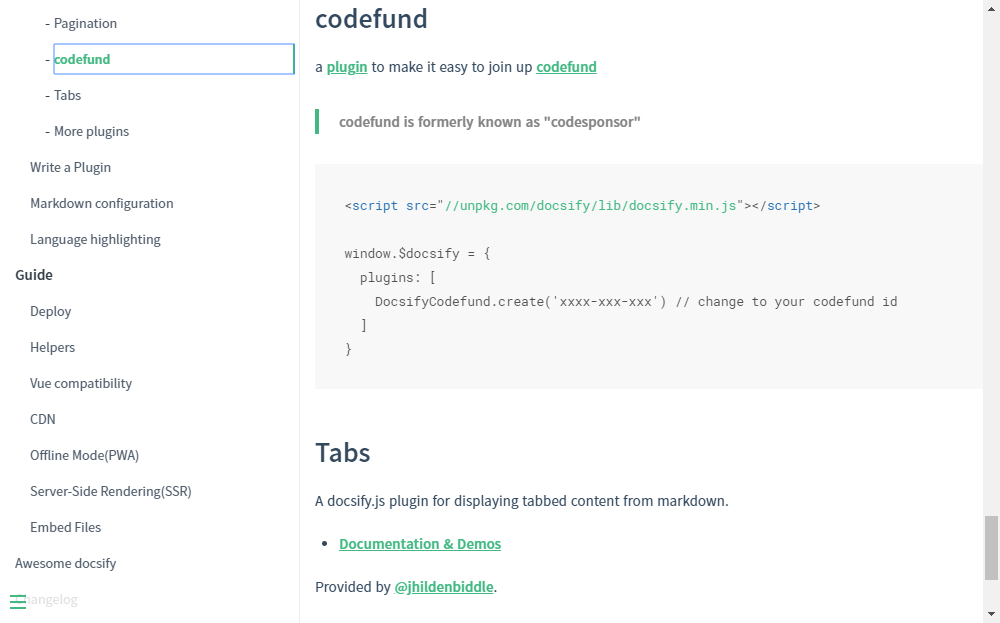 - Pagination
- codefund
- Tabs
- More plugins
Write a Plugin
Markdown configuration
Language highlighting
Guide
Deploy
Helpers
Vue compatibility
CDN
Offline Mode(PWA)
Server-Side Rendering(SSR)
Embed Files
Awesome docsify
Changelog
codefund
a plugin to make it easy to join up codefund
codefund is formerly known as "codesponsor"
<script src="//unpkg.com/docsify/lib/docsify.min.js"></script>
window.$docsify = {
  plugins: [
    DocsifyCodefund.create('xxxx-xxx-xxx') // change to your codefund id
  ]
}
Tabs
A docsify.js plugin for displaying tabbed content from markdown.
• Documentation & Demos
Provided by @jhildenbiddle.